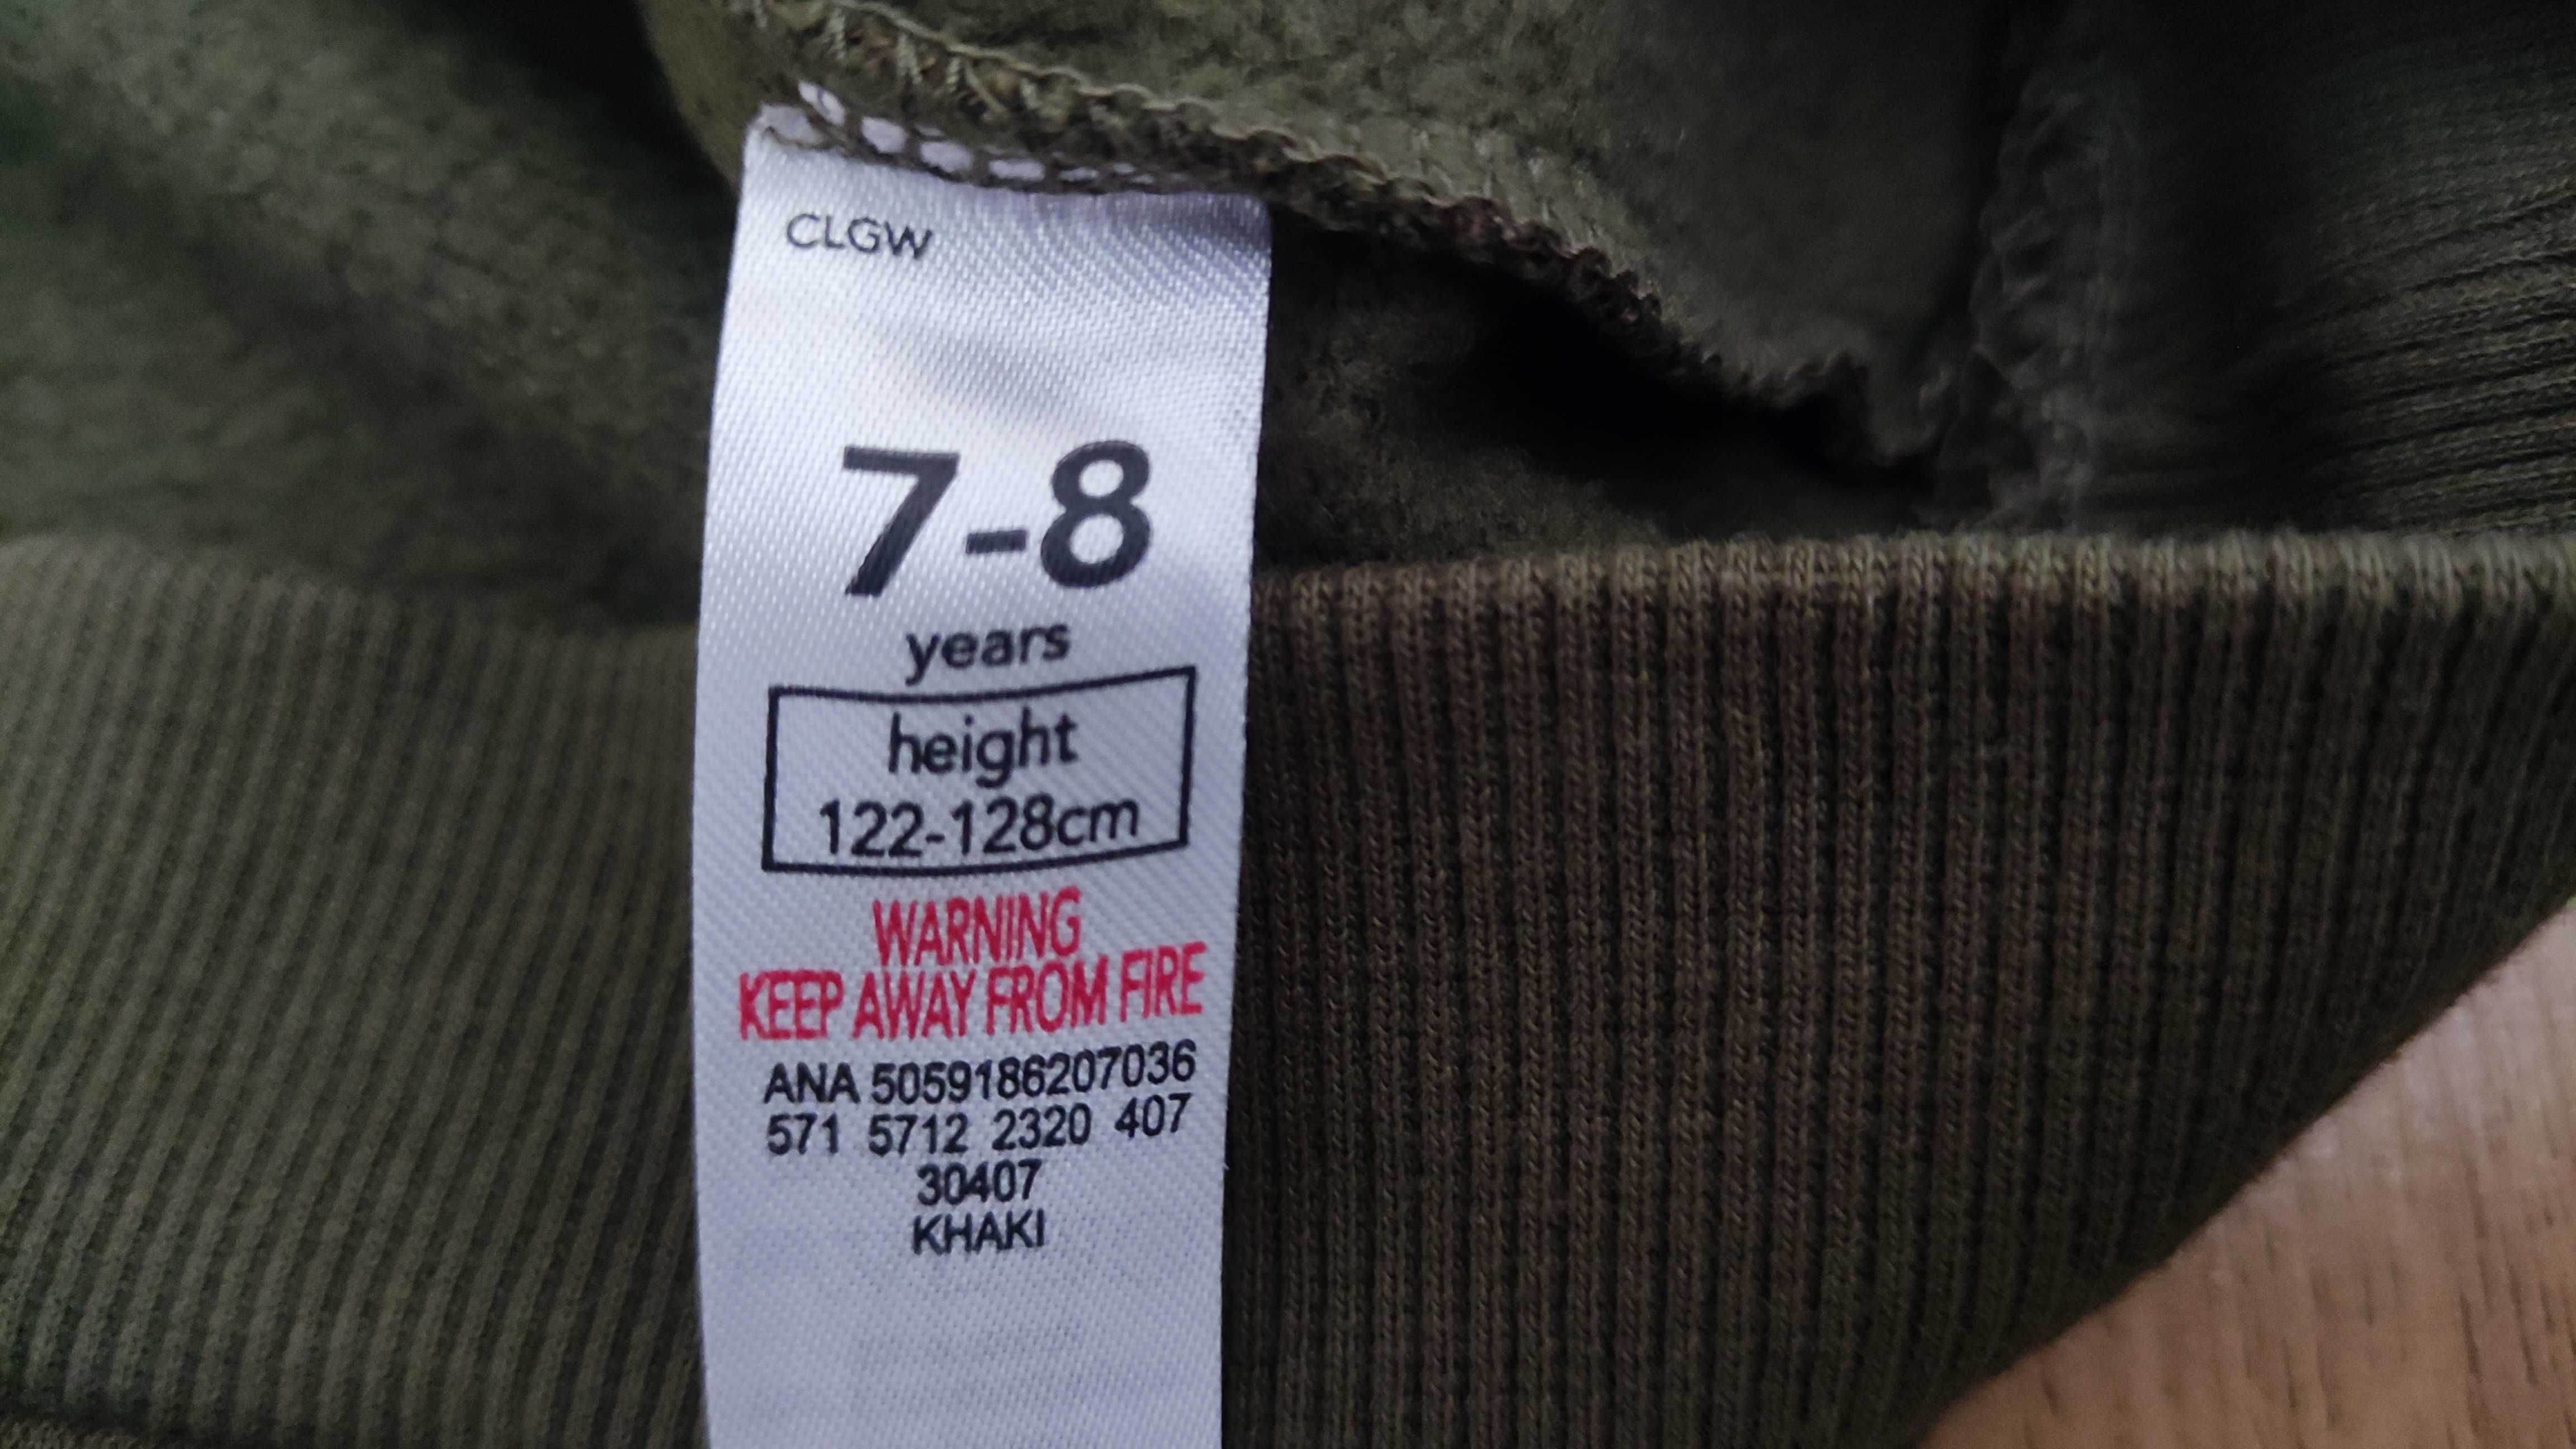 CLGW
7-8
years
height
122-128cm
WARNING
KEEP AWAY FROM FIRE
ANA 5059186207036
571 5712 2320 407
30407
KHAKI